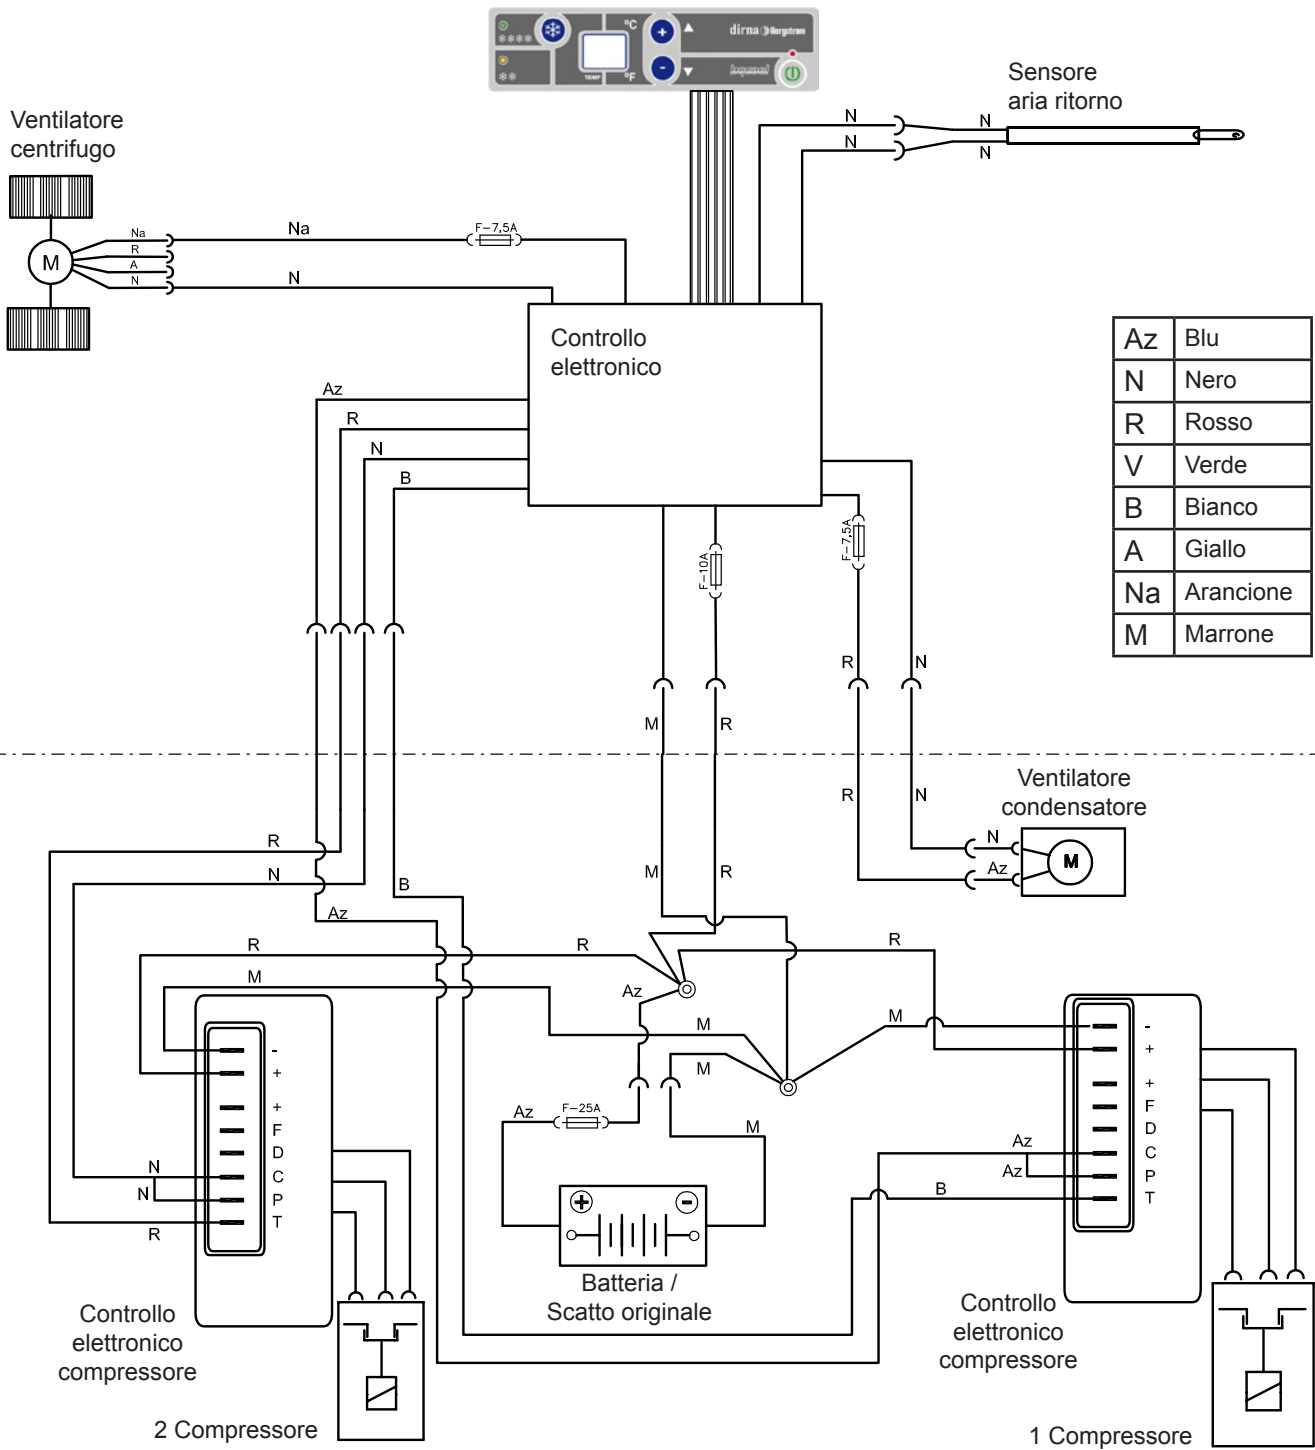 °C
dirna Bergstrom
TEMP
°F
Sensore
aria ritorno
N
N
N
N
Ventilatore
centrifugo
Na
R
A
N
M
Na
F-7,5A
N
Controllo
elettronico
Az
R
N
B
Az Blu
N Nero
R Rosso
V Verde
B Bianco
A Giallo
Na Arancione
M Marrone
F-10A
F-7,5A
R
N
M
R
Ventilatore
condensatore
R
N
N
Az
M
R
N
M
R
B
Az
R
R
R
M
Az
M
M
M
Az
F-25A
M
-
+
+
F
D
C
P
T
N
N
R
-
+
+
F
D
C
P
T
Az
Az
B
+
-
Batteria /
Scatto originale
Controllo
elettronico
compressore
2 Compressore
Controllo
elettronico
compressore
1 Compressore